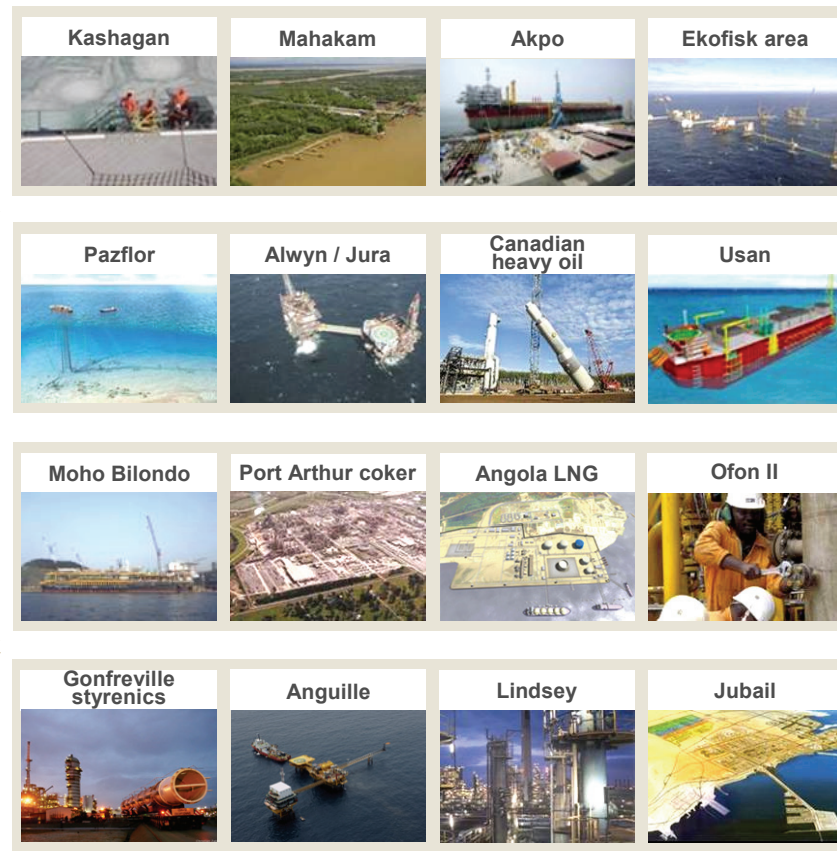 Kashagan
Mahakam
Akpo
Ekofisk area
Pazflor
Alwyn / Jura
Canadian
heavy oil
Usan
Moho Bilondo
Port Arthur coker
Angola LNG
Ofon II
Gonfreville
styrenics
Anguille
Lindsey
Jubail